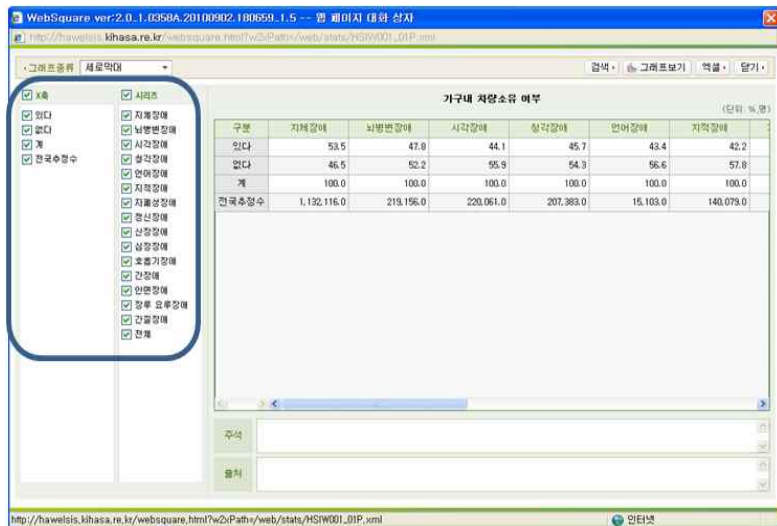 WebSquare ver:2.0_1.0358A.20100902.180659_1.5 -- 웹 페이지 대화 상자
http://hawelsis.kihasa.re.kr/websquare.html?w2xPath=/web/stats/HSIW001_01P.xml
그래프종류 세로막대 검색 그래프보기 엑셀 닫기
X축 시리즈
있다
없다
계
전국추정수
지체장애
뇌병변장애
시각장애
청각장애
언어장애
지적장애
자폐성장애
정신장애
신장장애
심장장애
호흡기장애
간장애
안면장애
장루 요루장애
간질장애
전체
가구내 차량소유 여부
(단위: %,명)
구분 지체장애 뇌병변장애 시각장애 청각장애 언어장애 지적장애
있다 53.5 47.8 44.1 45.7 43.4 42.2
없다 46.5 52.2 55.9 54.3 56.6 57.8
계 100.0 100.0 100.0 100.0 100.0 100.0
전국추정수 1,132,116.0 219,156.0 220,061.0 207,383.0 15,103.0 140,079.0
주석
출처
http://hawelsis.kihasa.re.kr/websquare.html?w2xPath=/web/stats/HSIW001_01P.xml 인터넷